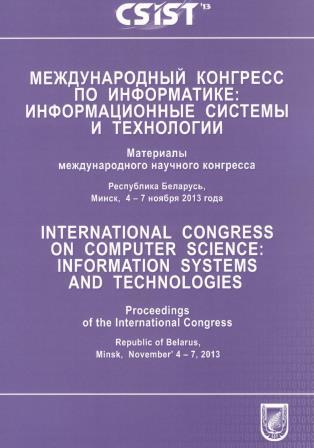 CSIST'13
МЕЖДУНАРОДНЫЙ КОНГРЕСС
ПО ИНФОРМАТИКЕ:
ИНФОРМАЦИОННЫЕ СИСТЕМЫ
И ТЕХНОЛОГИИ
Материалы
международного научного конгресса
Республика Беларусь,
Минск, 4 – 7 ноября 2013 года
INTERNATIONAL CONGRESS
ON COMPUTER SCIENCE:
INFORMATION SYSTEMS
AND TECHNOLOGIES
Proceedings
of the International Congress
Republic of Belarus,
Minsk, November' 4 – 7, 2013